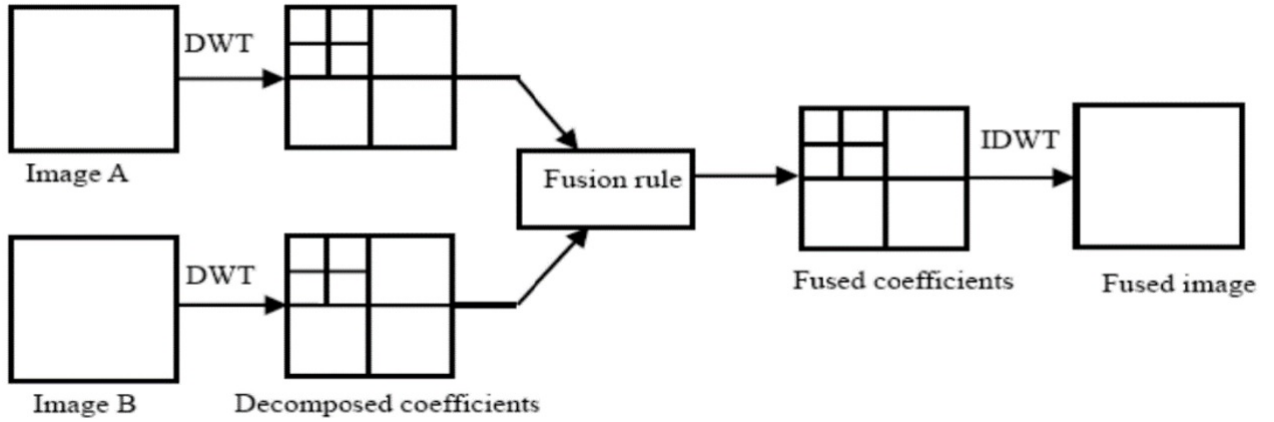 DWT
Image A
Fusion rule
IDWT
DWT
Fused coefficients
Fused image
Image B
Decomposed coefficients